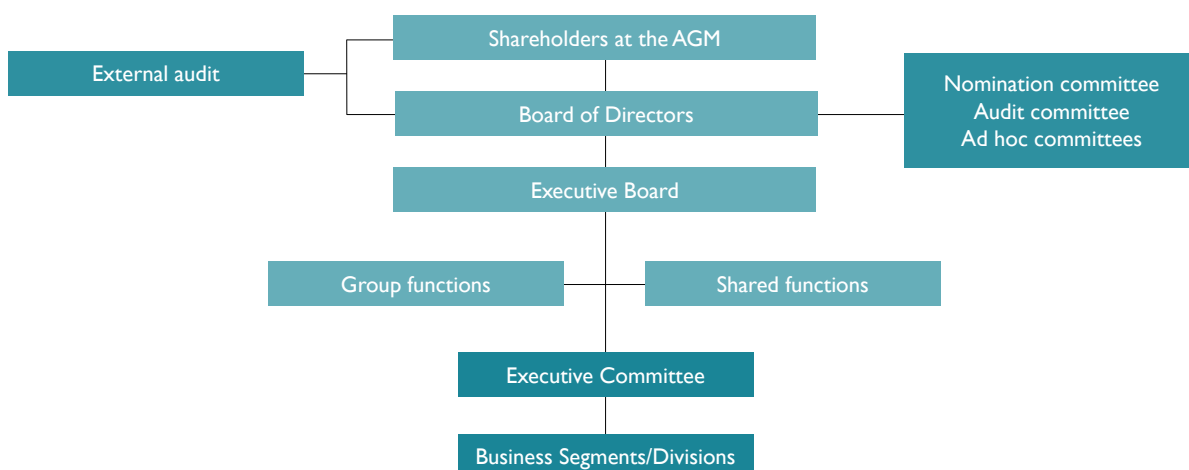 Shareholders at the AGM
External audit
Nomination committee
Audit committee
Ad hoc committees
Board of Directors
Executive Board
Group functions
Shared functions
Executive Committee
Business Segments/Divisions